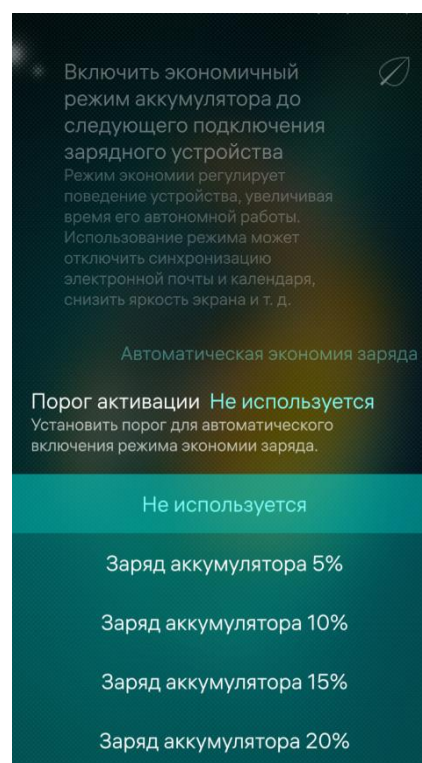 Включить экономичный
режим аккумулятора до
следующего подключения
зарядного устройства
Режим экономии регулирует
поведение устройства, увеличивая
время его автономной работы.
Использование режима может
отключить синхронизацию
электронной почты и календаря,
снизить яркость экрана и т. д.
Автоматическая экономия заряда
Порог активации Не используется
Установить порог для автоматического
включения режима экономии заряда.
Не используется
Заряд аккумулятора 5%
Заряд аккумулятора 10%
Заряд аккумулятора 15%
Заряд аккумулятора 20%